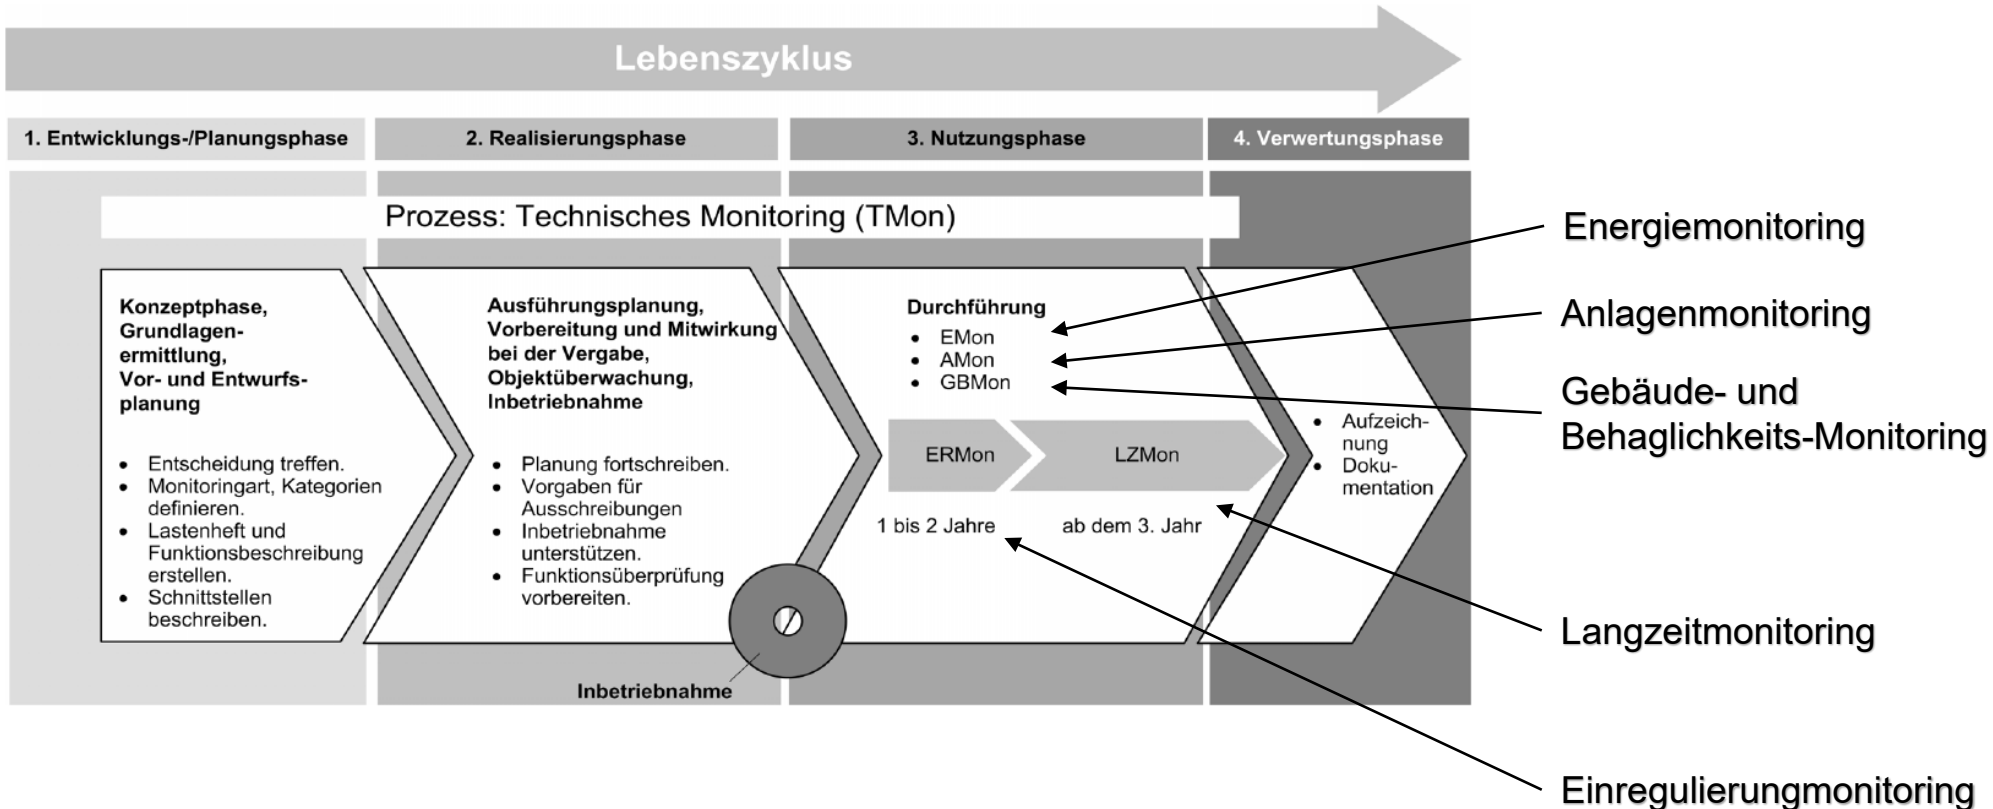 Lebenszyklus
1. Entwicklungs-/Planungsphase
2. Realisierungsphase
3. Nutzungsphase
4. Verwertungsphase
Prozess: Technisches Monitoring (TMon)
Konzeptphase,
Grundlagen-
ermittlung,
Vor- und Entwurfs-
planung
• Entscheidung treffen.
• Monitoringart, Kategorien
definieren.
• Lastenheft und
Funktionsbeschreibung
erstellen.
• Schnittstellen
beschreiben.
Ausführungsplanung,
Vorbereitung und Mitwirkung
bei der Vergabe,
Objektüberwachung,
Inbetriebnahme
• Planung fortschreiben.
• Vorgaben für
Ausschreibungen
• Inbetriebnahme
unterstützen.
• Funktionsüberprüfung
vorbereiten.
Inbetriebnahme
Durchführung
• EMon
• AMon
• GBMon
ERMon
LZMon
1 bis 2 Jahre
ab dem 3. Jahr
• Aufzeich-
nung
• Doku-
mentation
Energiemonitoring
Anlagenmonitoring
Gebäude- und
Behaglichkeits-Monitoring
Langzeitmonitoring
Einregulierungmonitoring